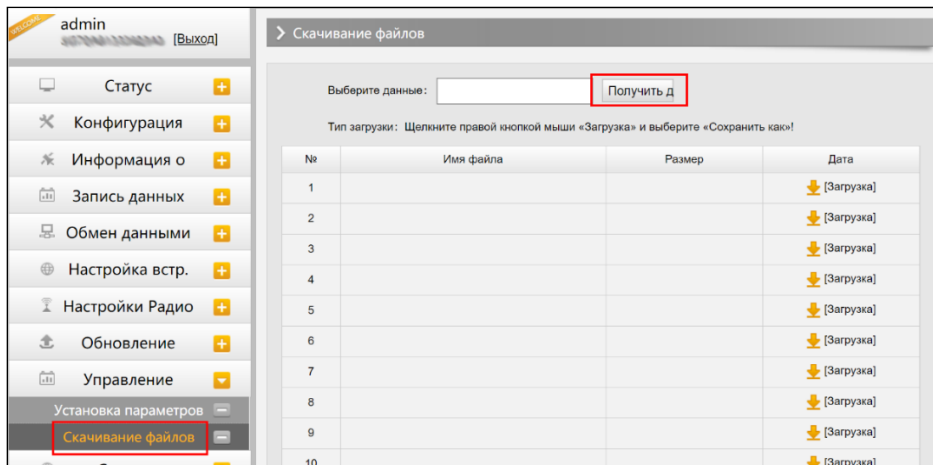 WELCOME
admin
[Выход]
Статус
Конфигурация
Информация о
Запись данных
Обмен данными
Настройка встр.
Настройки Радио
Обновление
Управление
Установка параметров
Скачивание файлов
Скачивание файлов
Выберите данные:
Получить д
Тип загрузки: Щелкните правой кнопкой мыши «Загрузка» и выберите «Сохранить как»!
№ Имя файла Размер Дата
1 [Загрузка]
2 [Загрузка]
3 [Загрузка]
4 [Загрузка]
5 [Загрузка]
6 [Загрузка]
7 [Загрузка]
8 [Загрузка]
9 [Загрузка]
10 [Загрузка]